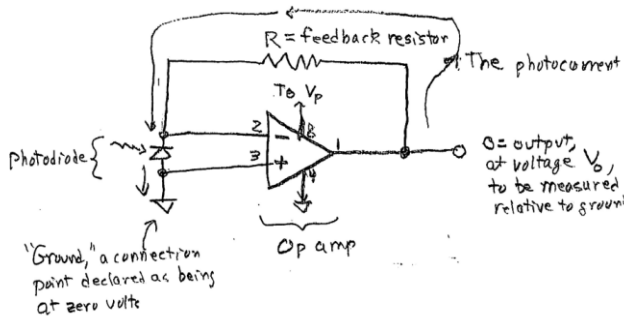 R = feedback resistor
The photocurrent
To Vp
2
8
1
3
4
-
+
Photodiode
O = output,
at voltage Vo,
to be measured
relative to ground
Op amp
"Ground," a connection
point declared as being
at zero volts